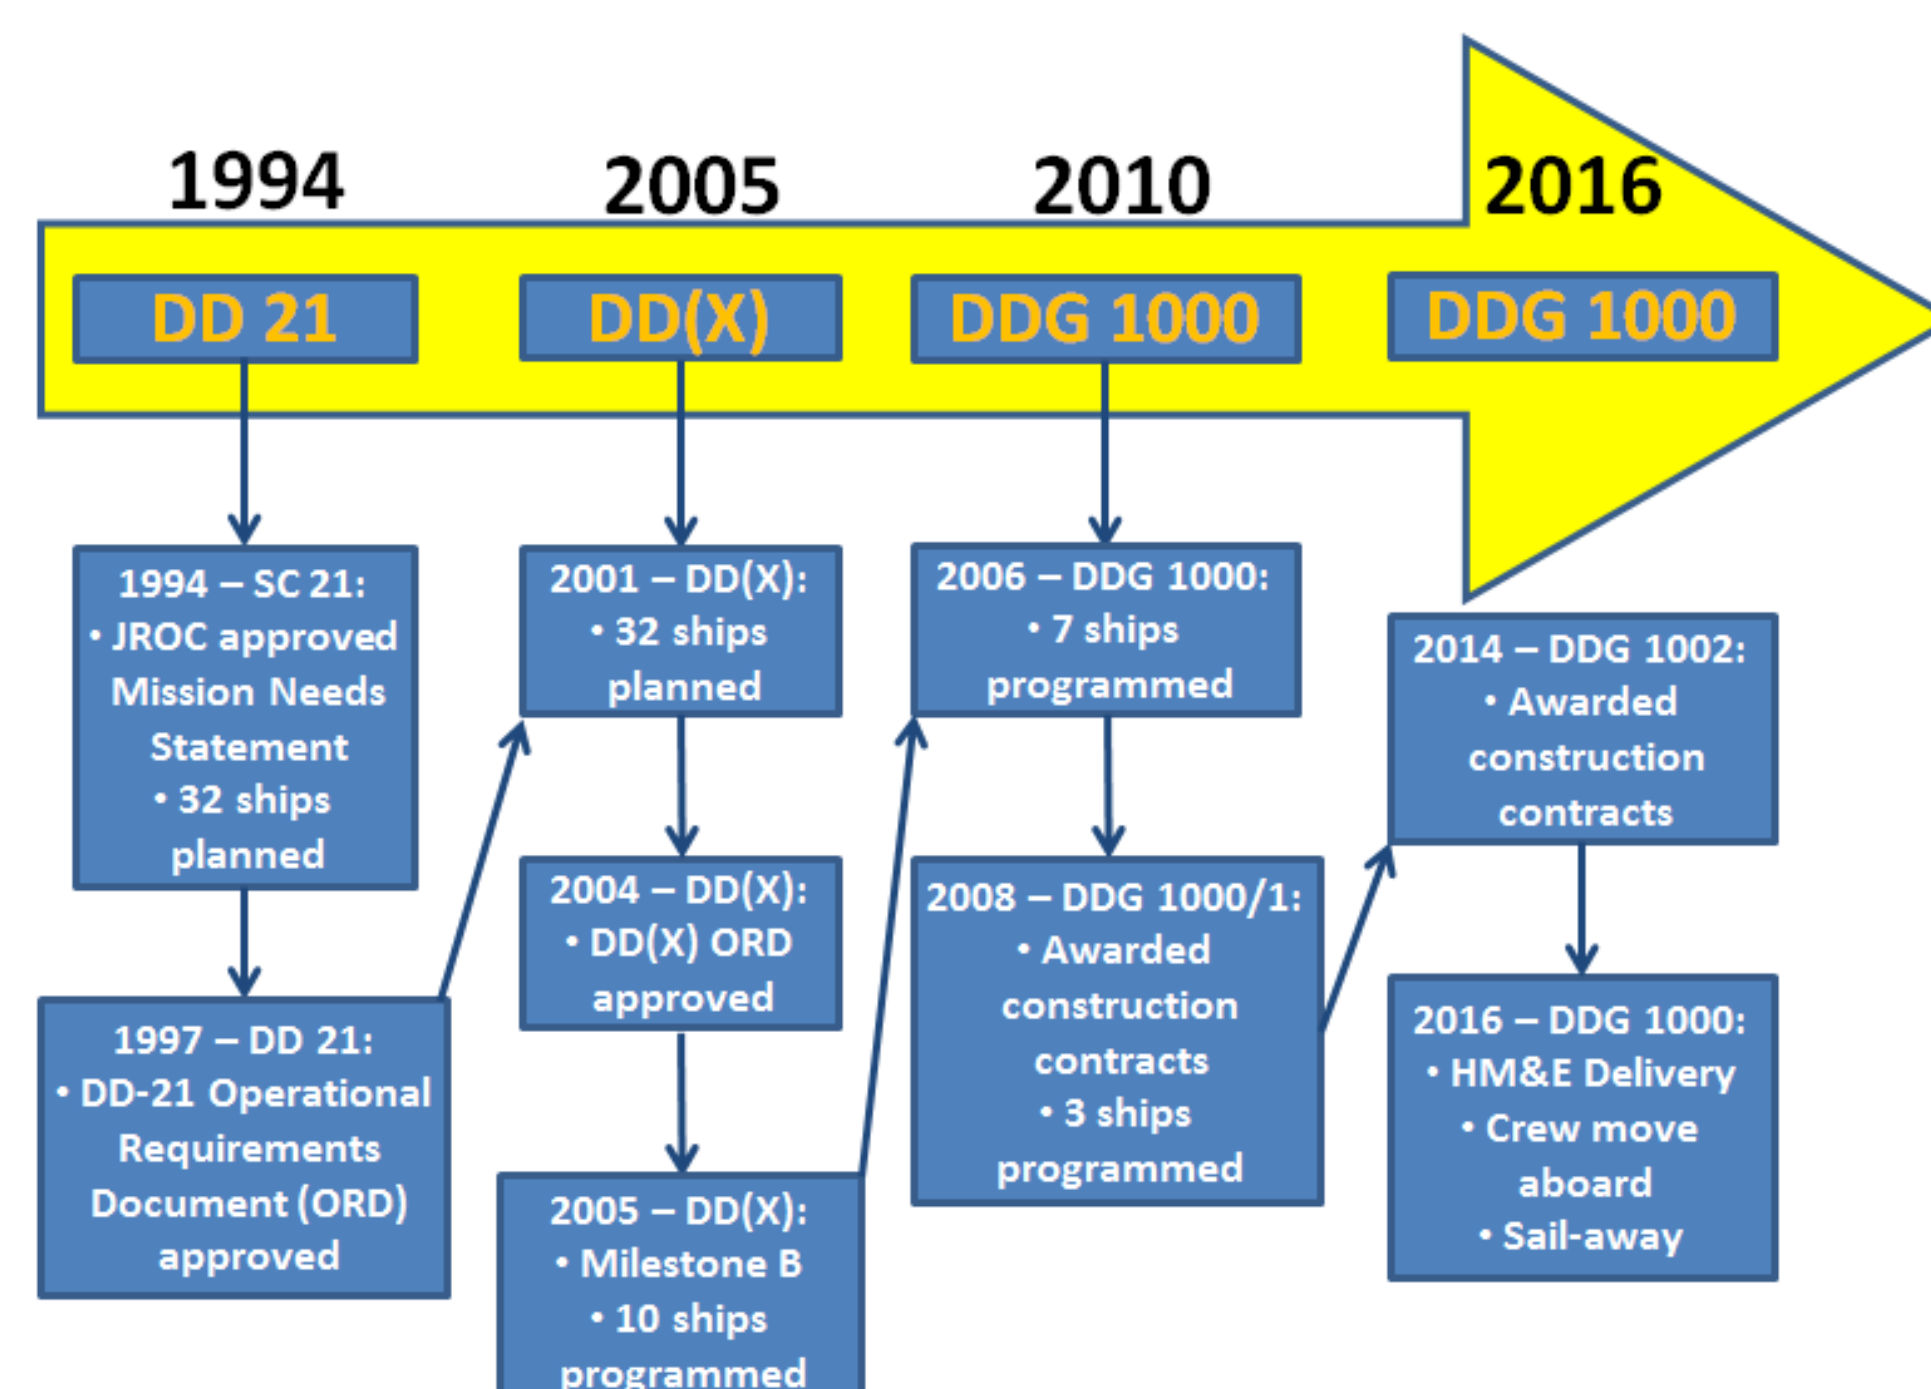 1994
2005
2010
2016
DD 21
DD(X)
DDG 1000
DDG 1000
1994 – SC 21:
• JROC approved
Mission Needs
Statement
• 32 ships
planned
1997 – DD 21:
• DD-21 Operational
Requirements
Document (ORD)
approved
2001 – DD(X):
• 32 ships
planned
2004 – DD(X):
• DD(X) ORD
approved
2005 – DD(X):
• Milestone B
• 10 ships
programmed
2006 – DDG 1000:
• 7 ships
programmed
2008 – DDG 1000/1:
• Awarded
construction
contracts
• 3 ships
programmed
2014 – DDG 1002:
• Awarded
construction
contracts
2016 – DDG 1000:
• HM&E Delivery
• Crew move
aboard
• Sail-away